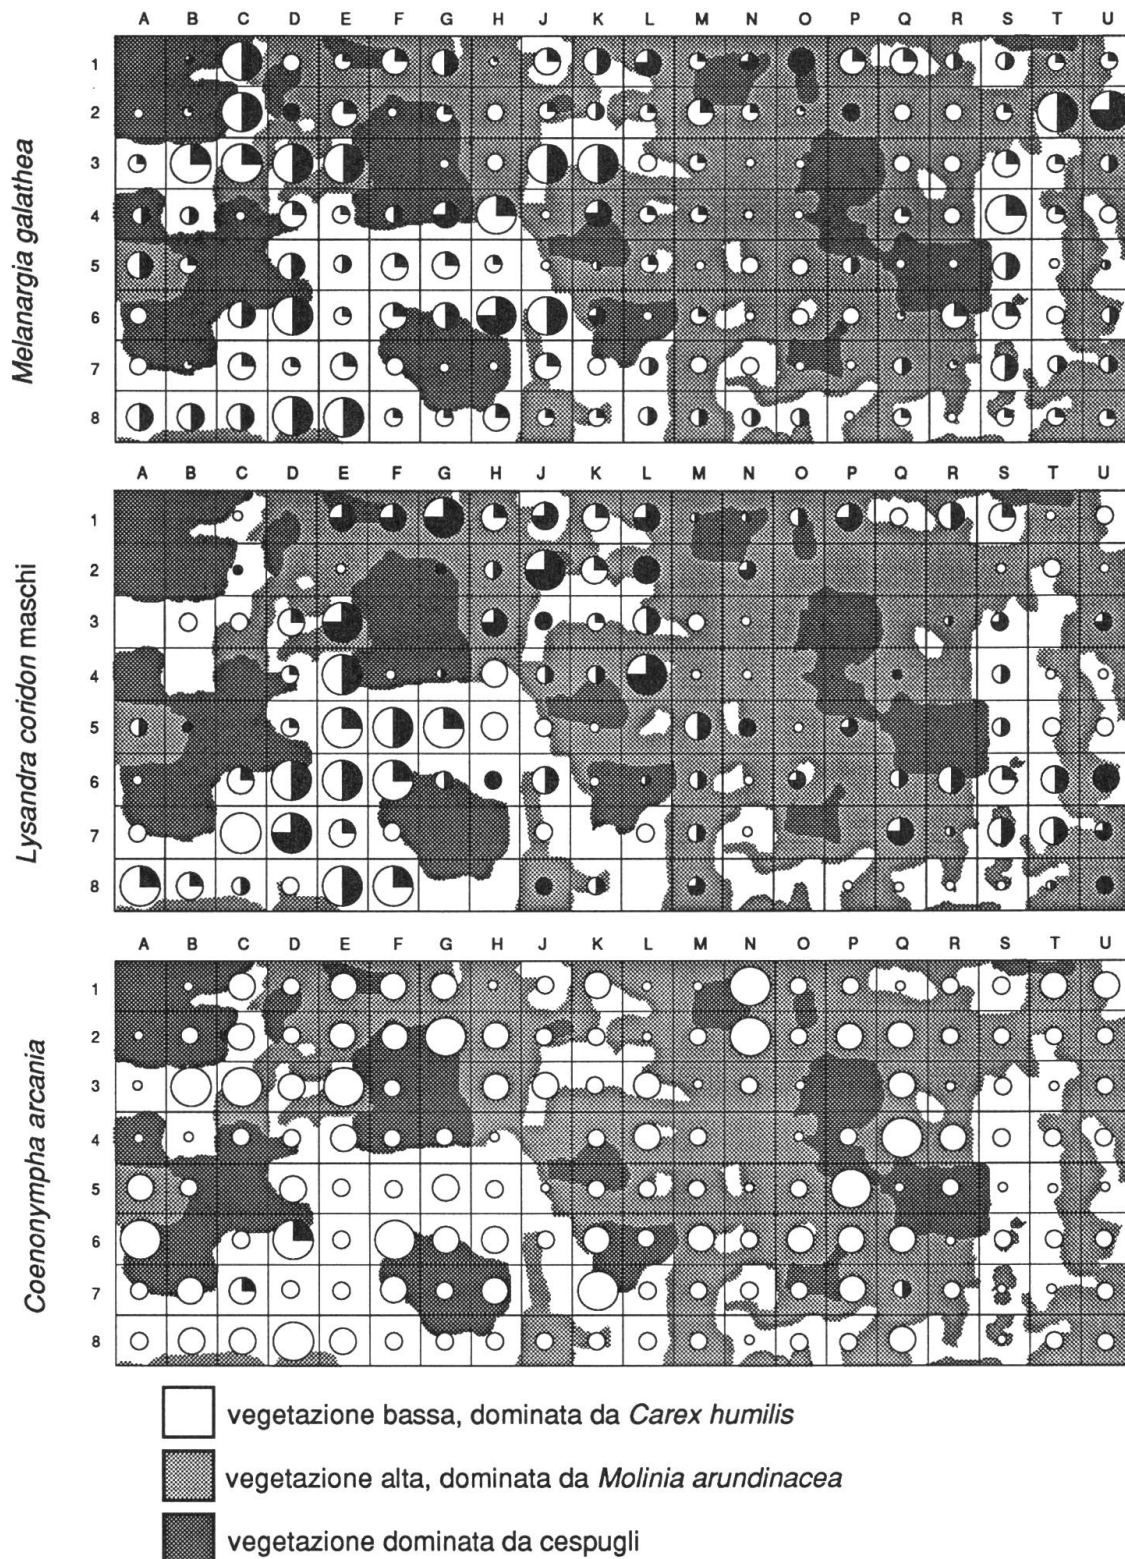 A B C D E F G H J K L M N O P Q R S T U
Melanargia galathea
1
2
3
4
5
6
7
8
A B C D E F G H J K L M N O P Q R S T U
Lysandra coridon maschi
1
2
3
4
5
6
7
8
A B C D E F G H J K L M N O P Q R S T U
Coenonympha arcania
1
2
3
4
5
6
7
8
vegetazione bassa, dominata da Carex humilis
vegetazione alta, dominata da Molinia arundinacea
vegetazione dominata da cespugli